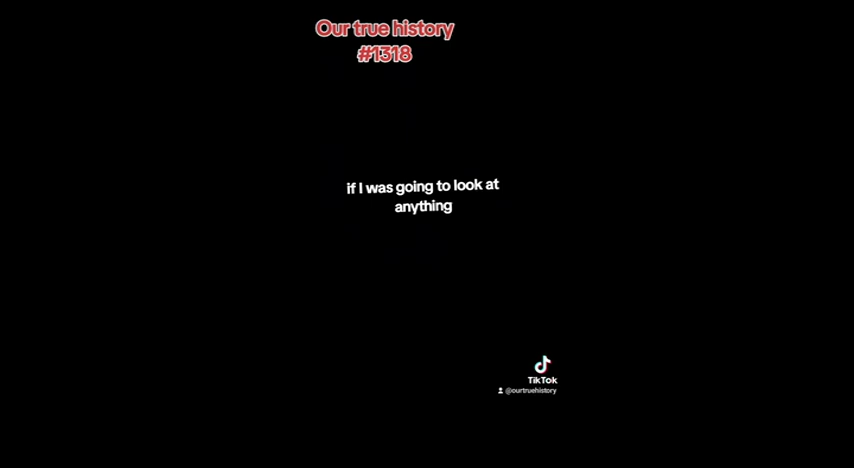 Our true history
#1318
if I was going to look at
anything
TikTok
@ourtruehistory